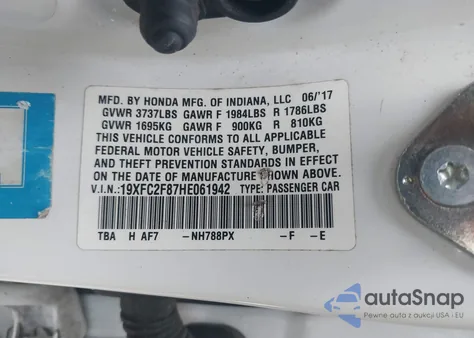 MFD. BY HONDA MFG. OF INDIANA, LLC 06/'17
GVWR 3737LBS GAWR F 1984LBS R 1786LBS
GVWR 1695KG GAWR F 900KG R 810KG
THIS VEHICLE CONFORMS TO ALL APPLICABLE
FEDERAL MOTOR VEHICLE SAFETY, BUMPER,
AND THEFT PREVENTION STANDARDS IN EFFECT
ON THE DATE OF MANUFACTURE SHOWN ABOVE.
V.I.N.:19XFC2F87HE061942 TYPE: PASSENGER CAR
TBA H AF7 -NH788PX -F -E
autoSnap
Pewne auto z aukcji USA i EU